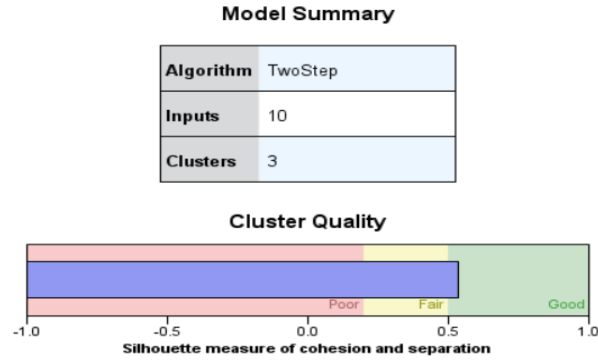 Model Summary
Algorithm TwoStep
Inputs 10
Clusters 3
Cluster Quality
Poor Fair Good
-1.0 -0.5 0.0 0.5 1.0
Silhouette measure of cohesion and separation